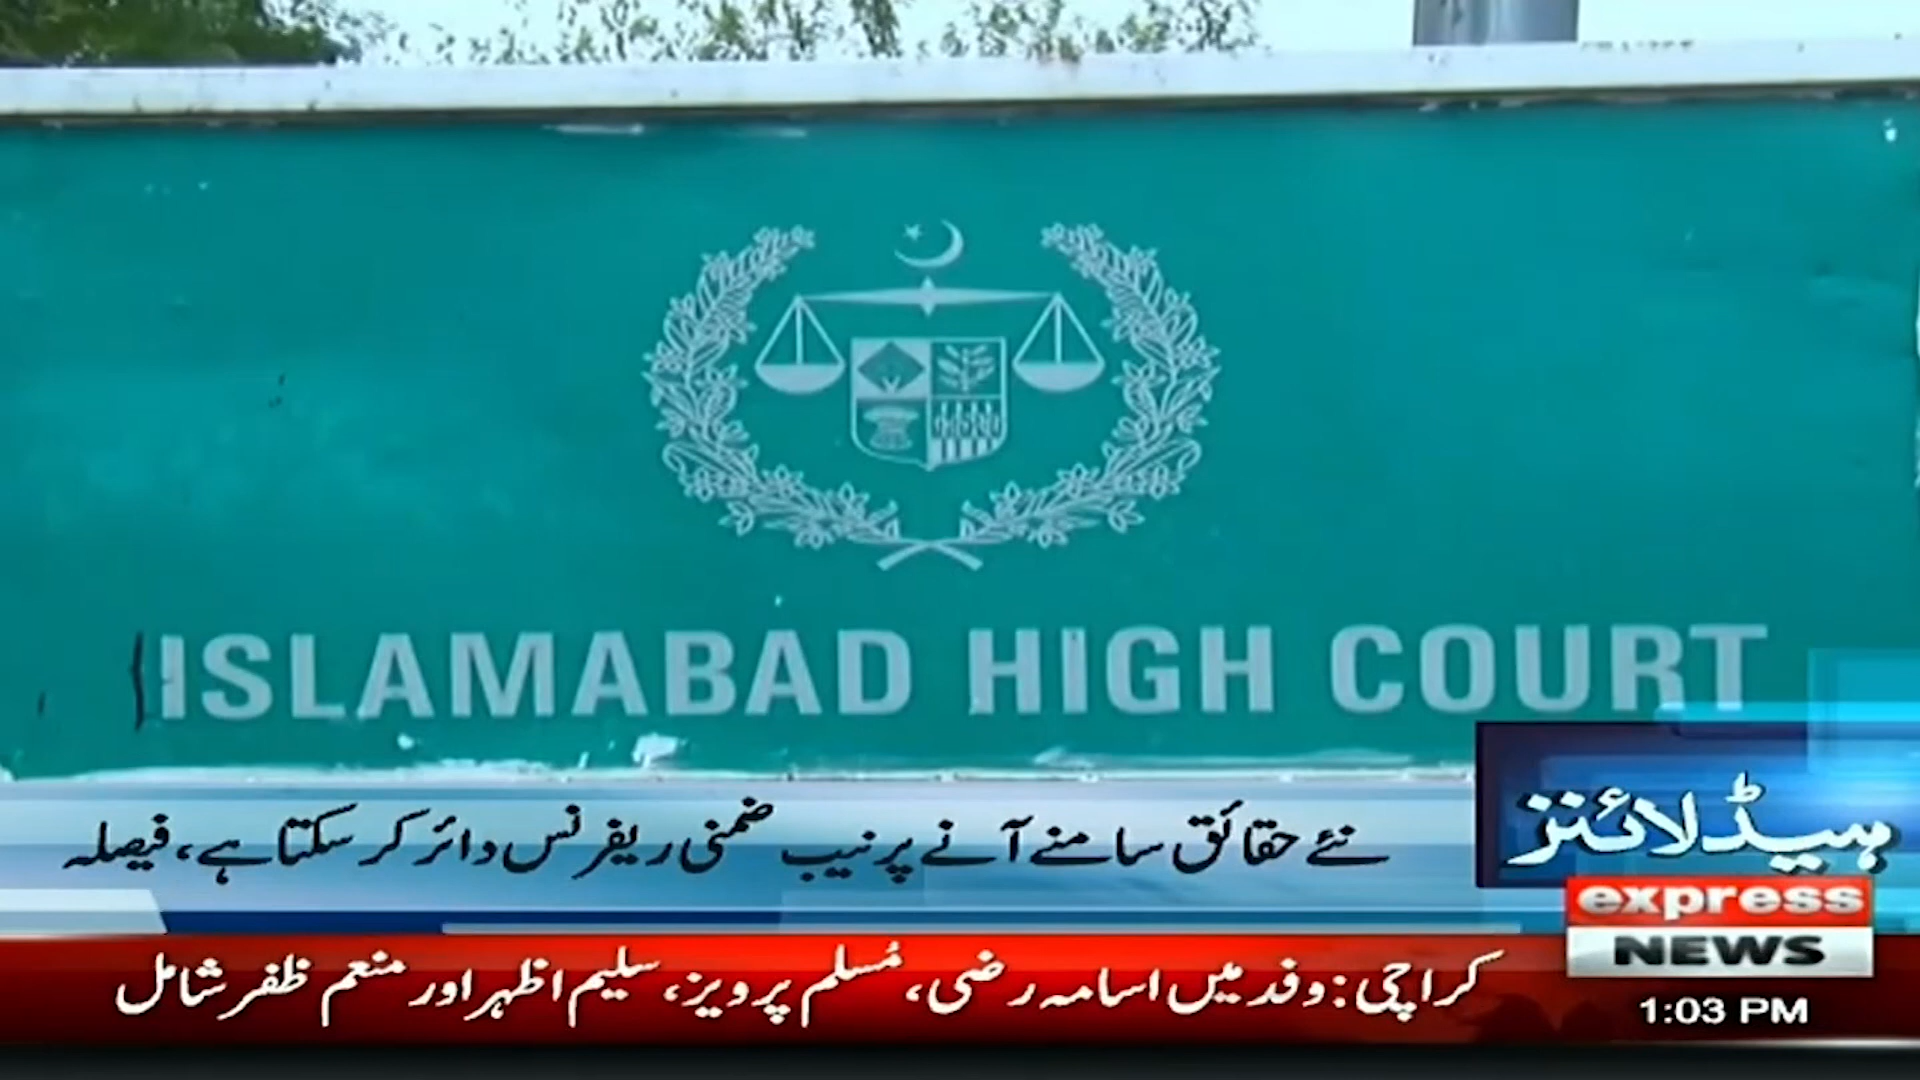 ISLAMABAD HIGH COURT
ہیڈلائنز
نئے حقائق سامنے آنے پر نیب ضمنی ریفرنس دائر کر سکتا ہے، فیصلہ
express
NEWS
کراچی: وفد میں اسامہ رضی، مُسلم پرویز، سلیم اظہر اور منعم ظفر شامل
1:03 PM